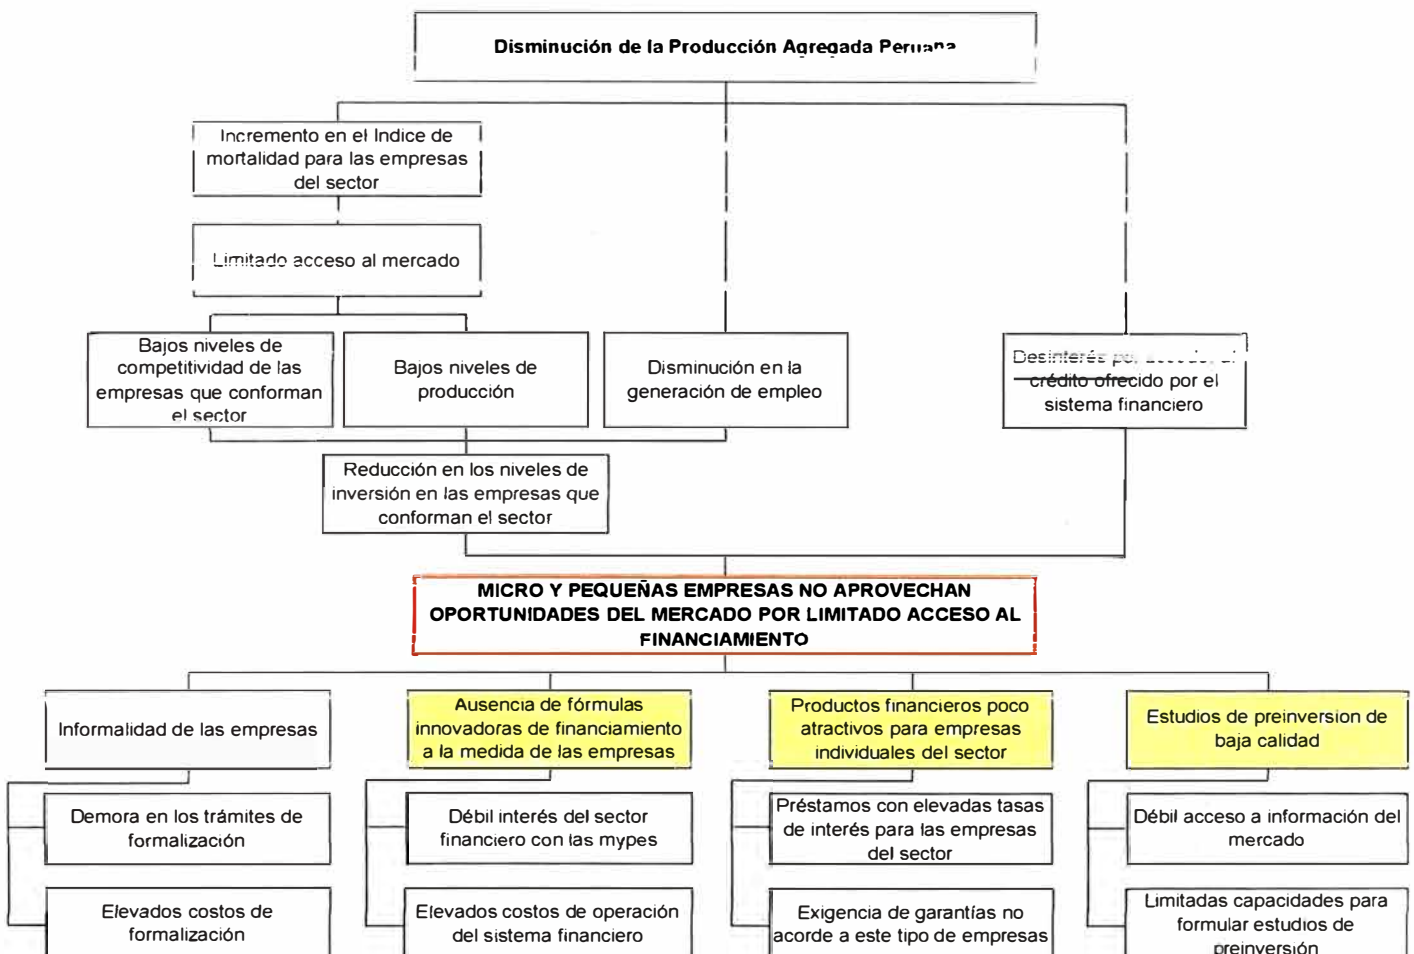 Disminución de la Producción Agregada Peruana
Incremento en el Indice de
mortalidad para las empresas
del sector
Limitado acceso al mercado
Bajos niveles de
competitividad de las
empresas que conforman
el sector
Bajos niveles de
producción
Disminución en la
generación de empleo
Desinterés por
crédito ofrecido por el
sistema financiero
Reducción en los niveles de
inversión en las empresas que
conforman el sector
MICRO Y PEQUEÑAS EMPRESAS NO APROVECHAN
OPORTUNIDADES DEL MERCADO POR LIMITADO ACCESO AL
FINANCIAMIENTO
Informalidad de las empresas
Ausencia de fórmulas
innovadoras de financiamiento
a la medida de las empresas
Productos financieros poco
atractivos para empresas
individuales del sector
Estudios de preinversion de
baja calidad
Demora en los trámites de
formalización
Débil interés del sector
financiero con las mypes
Préstamos con elevadas tasas
de interés para las empresas
del sector
Débil acceso a información del
mercado
Elevados costos de
formalización
Elevados costos de operación
del sistema financiero
Exigencia de garantías no
acorde a este tipo de empresas
Limitadas capacidades para
formular estudios de
preinversión